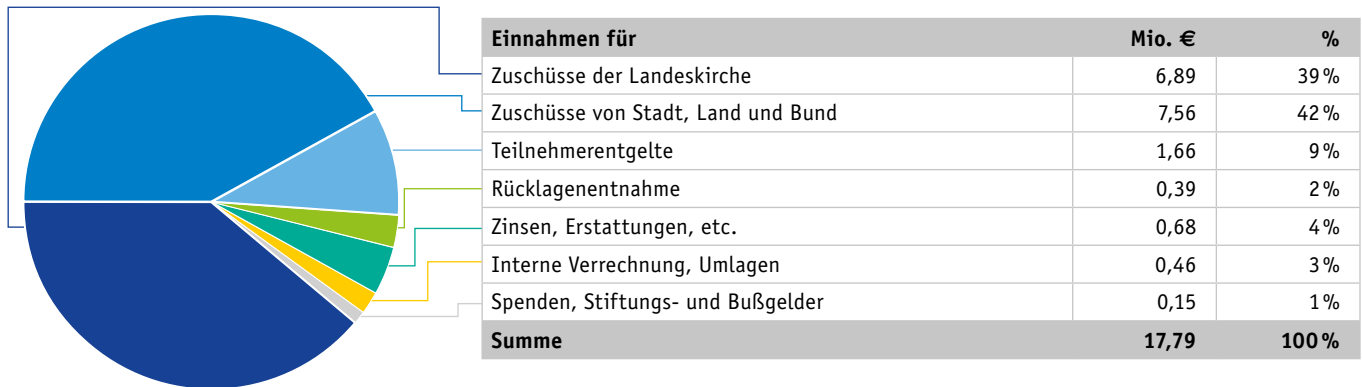 Einnahmen für Mio. € %
Zuschüsse der Landeskirche 6,89 39 %
Zuschüsse von Stadt, Land und Bund 7,56 42 %
Teilnehmerentgelte 1,66 9 %
Rücklagenentnahme 0,39 2 %
Zinsen, Erstattungen, etc. 0,68 4 %
Interne Verrechnung, Umlagen 0,46 3 %
Spenden, Stiftungs- und Bußgelder 0,15 1 %
Summe 17,79 100 %